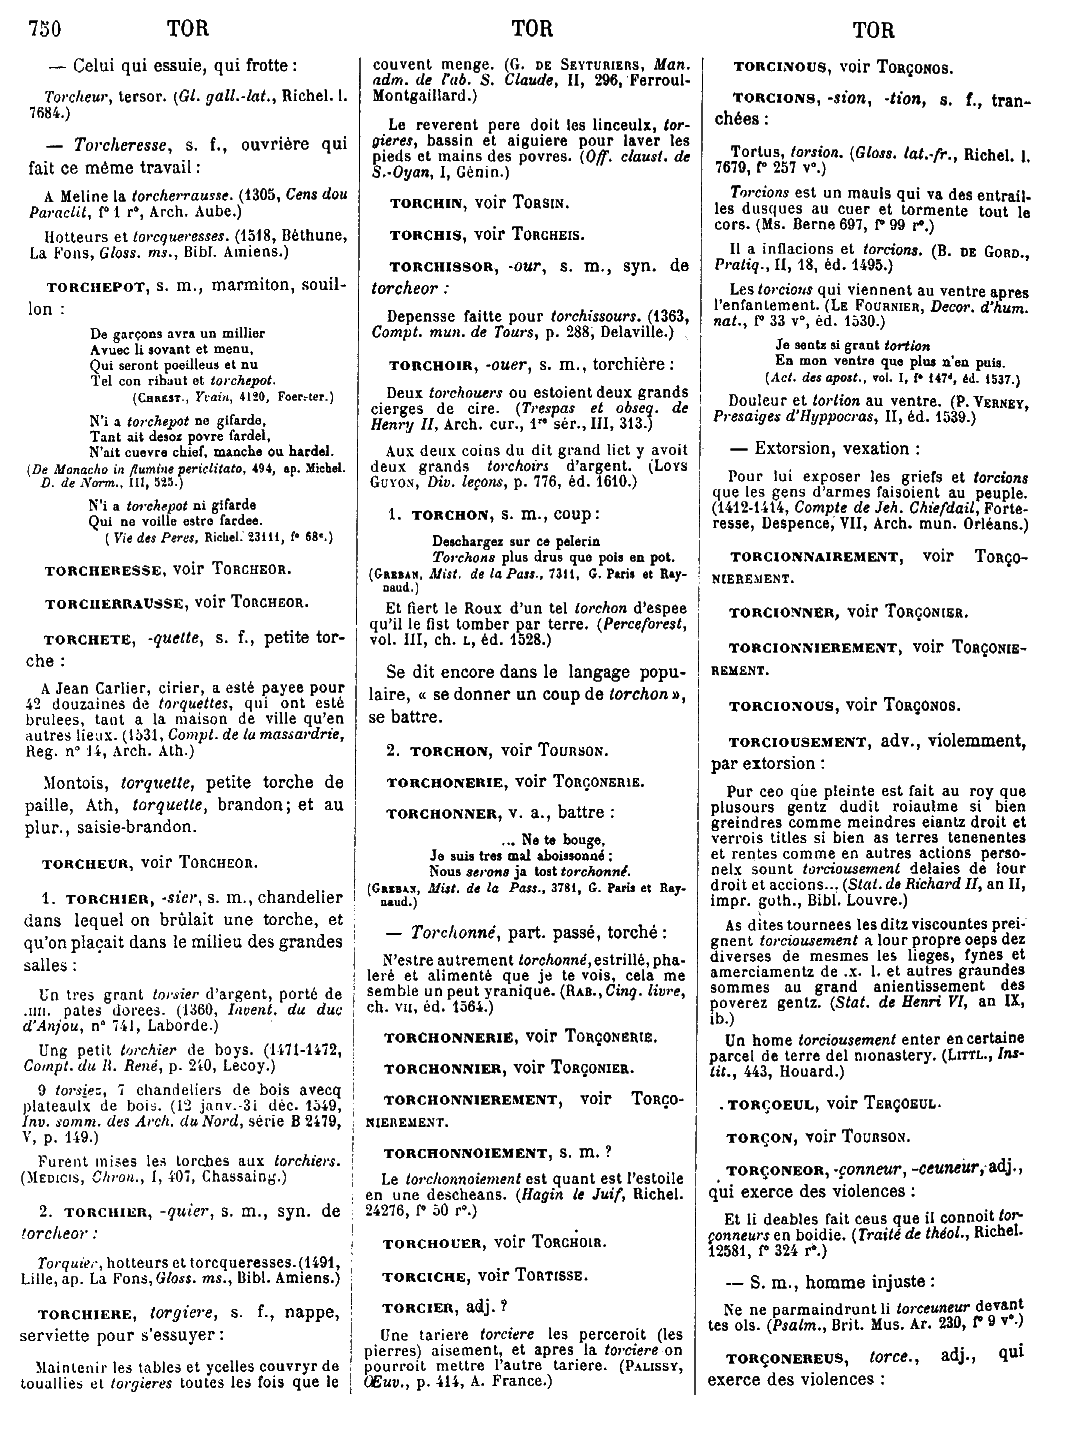 750 TOR TOR TOR
— Celui qui essuie, qui frotte :
Torcheur, tersor. (Gl. gall.-lat., Richel. l.
7684.)
— Torcheresse, s. f., ouvrière qui
fait ce même travail :
A Meline la torcherrausse. (1305, Cens dou
Paraclit, f° 1 r°, Arch. Aube.)
Hotteurs et torcqueresses. (1518, Béthune,
La Fons, Gloss. ms., Bibl. Amiens.)
TORCHEPOT, s. m., marmiton, souil-
lon :
De garçons avra un millier
Avuec li sovant et menu,
Qui seront poeilleus et nu
Tel con ribaut et torchepot.
(CHREST., Yvain, 4120, Foerster.)
N'i a torchepot ne gifarde,
Tant ait desoz povre fardel,
N'ait cuevre chief, manche ou hardel.
(De Monacho in flumine periclitato, 494, ap. Michel.
D. de Norm., III, 525.)
N'i a torchepot ni gifarde
Qui ne voille estre fardee.
(Vie des Peres, Richel. 23111, f° 68ᵉ.)
TORCHERESSE, voir TORCHEOR.
TORCHERRAUSSE, voir TORCHEOR.
TORCHETE, -quette, s. f., petite tor-
che :
A Jean Carlier, cirier, a esté payee pour
42 douzaines de torquettes, qui ont esté
brulees, tant a la maison de ville qu'en
autres lieux. (1531, Compt. de la massardrie,
Reg. n° 14, Arch. Ath.)
Montois, torquette, petite torche de
paille, Ath, torquette, brandon; et au
plur., saisie-brandon.
TORCHEUR, voir TORCHEOR.
1. TORCHIER, -sier, s. m., chandelier
dans lequel on brûlait une torche, et
qu'on plaçait dans le milieu des grandes
salles :
Un tres grant torsier d'argent, porté de
.IIII. pates dorees. (1360, Invent. du duc
d'Anjou, n° 741, Laborde.)
Ung petit torchier de boys. (1471-1472,
Compt. du R. René, p. 240, Lecoy.)
9 torsiez, 7 chandeliers de bois avecq
plateaulx de bois. (12 janv.-31 déc. 1549,
Inv. somm. des Arch. du Nord, série B 2479,
V, p. 149.)
Furent mises les torches aux torchiers.
(MEDICIS, Chron., I, 407, Chassaing.)
2. TORCHIER, -quier, s. m., syn. de
torcheor :
Torquier, hotteurs et torcqueresses. (1491,
Lille, ap. La Fons, Gloss. ms., Bibl. Amiens.)
TORCHIERE, torgiere, s. f., nappe,
serviette pour s'essuyer :
Maintenir les tables et ycelles couvryr de
touallies et torgieres toutes les fois que le
couvent menge. (G. DE SEYTURIERS, Man.
adm. de l'ab. S. Claude, II, 296, Ferroul-
Montgaillard.)
Le reverent pere doit les linceulx, tor-
gieres, bassin et aiguiere pour laver les
pieds et mains des povres. (Off. claust. de
S.-Oyan, I, Génin.)
TORCHIN, voir TORSIN.
TORCHIS, voir TORCHEIS.
TORCHISSOR, -our, s. m., syn. de
torcheor :
Depensse faitte pour torchissours. (1363,
Compt. mun. de Tours, p. 288, Delaville.)
TORCHOIR, -ouer, s. m., torchière :
Deux torchouers ou estoient deux grands
cierges de cire. (Trespas et obseq. de
Henry II, Arch. cur., 1ʳᵉ sér., III, 313.)
Aux deux coins du dit grand lict y avoit
deux grands torchoirs d'argent. (LOYS
GUYON, Div. leçons, p. 776, éd. 1610.)
1. TORCHON, s. m., coup :
Deschargez sur ce pelerin
Torchons plus drus que pois en pot.
(GREBAN, Mist. de la Pass., 7311, G. Paris et Ray-
naud.)
Et fiert le Roux d'un tel torchon d'espee
qu'il le fist tomber par terre. (Perceforest,
vol. III, ch. L, éd. 1528.)
Se dit encore dans le langage popu-
laire, « se donner un coup de torchon »,
se battre.
2. TORCHON, voir TOURSON.
TORCHONERIE, voir TORÇONERIE.
TORCHONNER, v. a., battre :
... Ne te bouge,
Je suis tres mal aboissonné ;
Nous serons ja tost torchonné.
(GREBAN, Mist. de la Pass., 3781, G. Paris et Ray-
naud.)
— Torchonné, part. passé, torché :
N'estre autrement torchonné, estrillé, pha-
leré et alimenté que je te vois, cela me
semble un peut yranique. (RAB., Cinq. livre,
ch. VII, éd. 1564.)
TORCHONNERIE, voir TORÇONERIE.
TORCHONNIER, voir TORÇONIER.
TORCHONNIEREMENT, voir TORÇO-
NIEREMENT.
TORCHONNOIEMENT, s. m. ?
Le torchonnoiement est quant est l'estoile
en une descheans. (Hagin le Juif, Richel.
24276, f° 50 r°.)
TORCHOUER, voir TORCHOIR.
TORCICHE, voir TORTISSE.
TORCIER, adj. ?
Une tariere torciere les perceroit (les
pierres) aisement, et apres la torciere on
pourroit mettre l'autre tariere. (PALISSY,
Œuv., p. 414, A. France.)
TORCINOUS, voir TORÇONOS.
TORCIONS, -sion, -tion, s. f., tran-
chées :
Tortus, torsion. (Gloss. lat.-fr., Richel. l.
7679, f° 257 v°.)
Torcions est un mauls qui va des entrail-
les dusques au cuer et tormente tout le
cors. (Ms. Berne 697, f° 99 r°.)
Il a inflacions et torcions. (B. DE GORD.,
Pratiq., II, 18, éd. 1495.)
Les torcious qui viennent au ventre apres
l'enfantement. (LE FOURNIER, Decor. d'hum.
nat., f° 33 v°, éd. 1530.)
Je sentz si grant tortion
En mon ventre que plus n'en puis.
(Act. des apost., vol. I, f° 147ᵈ, éd. 1537.)
Douleur et tortion au ventre. (P. VERNEY,
Presaiges d'Hyppocras, II, éd. 1539.)
— Extorsion, vexation :
Pour lui exposer les griefs et torcions
que les gens d'armes faisoient au peuple.
(1412-1414, Compte de Jeh. Chiefdail, Forte-
resse, Despence, VII, Arch. mun. Orléans.)
TORCIONNAIREMENT, voir TORÇO-
NIEREMENT.
TORCIONNER, voir TORÇONIER.
TORCIONNIEREMENT, voir TORÇONIE-
REMENT.
TORCIONOUS, voir TORÇONOS.
TORCIOUSEMENT, adv., violemment,
par extorsion :
Pur ceo que pleinte est fait au roy que
plusours gentz dudit roiaulme si bien
greindres comme meindres eiantz droit et
verrois titles si bien as terres tenenentes
et rentes comme en autres actions perso-
nelx sount torciousement delaies de lour
droit et accions... (Stat. de Richard II, an II,
impr. goth., Bibl. Louvre.)
As dites tournees les ditz viscountes prei-
gnent torciousement a lour propre oeps dez
diverses de mesmes les lieges, fynes et
amerciamentz de .x. l. et autres graundes
sommes au grand anientissement des
poverez gentz. (Stat. de Henri VI, an IX,
ib.)
Un home torciousement enter en certaine
parcel de terre del monastery. (LITTL., Ins-
tit., 443, Houard.)
TORÇOEUL, voir TERÇOEUL.
TORÇON, voir TOURSON.
TORÇONEOR, -çonneur, -ceuneur, adj.,
qui exerce des violences :
Et li deables fait ceus que il connoit tor-
çonneurs en boidie. (Traité de théol., Richel.
12581, f° 324 r°.)
— S. m., homme injuste :
Ne ne parmaindrunt li torceuneur devant
tes ols. (Psalm., Brit. Mus. Ar. 230, f° 9 v°.)
TORÇONEREUS, torce., adj., qui
exerce des violences :